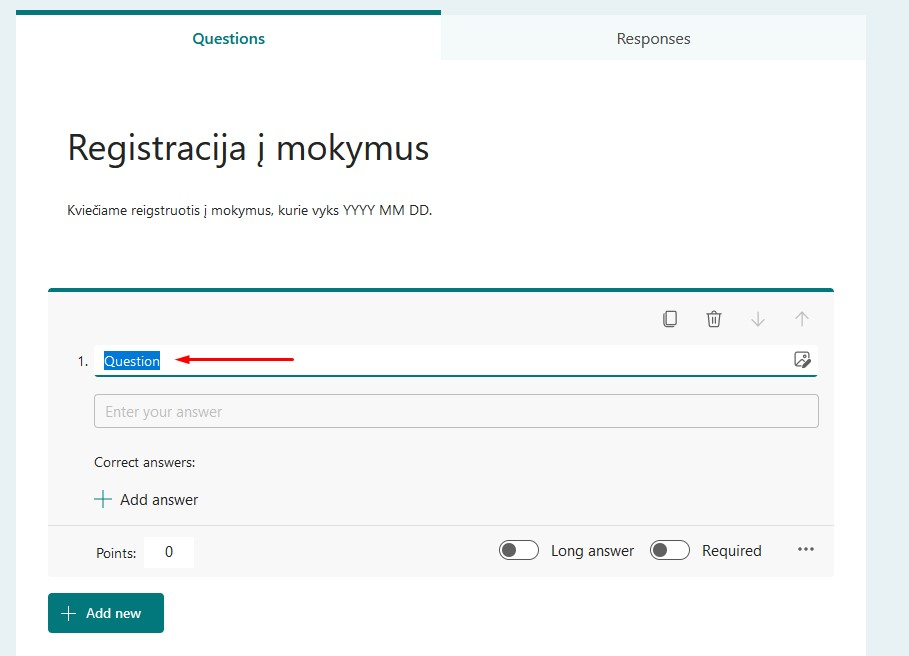 Questions
Responses
Registracija į mokymus
Kviečiame reigstruotis į mokymus, kurie vyks YYYY MM DD.
1. Question
Enter your answer
Correct answers:
Add answer
Points: 0 Long answer Required
Add new